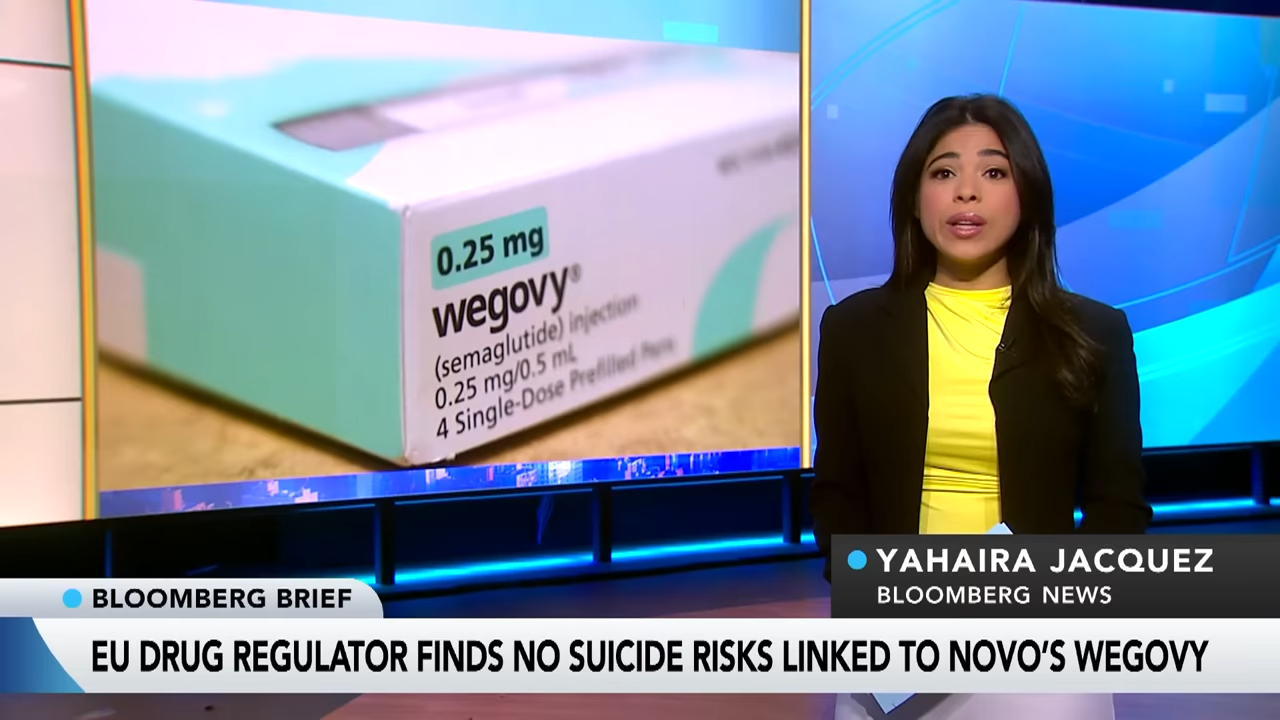 0.25 mg
wegovy®
(semaglutide) injection
0.25 mg/0.5 mL
4 Single-Dose Prefilled Pens
YAHAIRA JACQUEZ
BLOOMBERG NEWS
BLOOMBERG BRIEF
EU DRUG REGULATOR FINDS NO SUICIDE RISKS LINKED TO NOVO'S WEGOVY